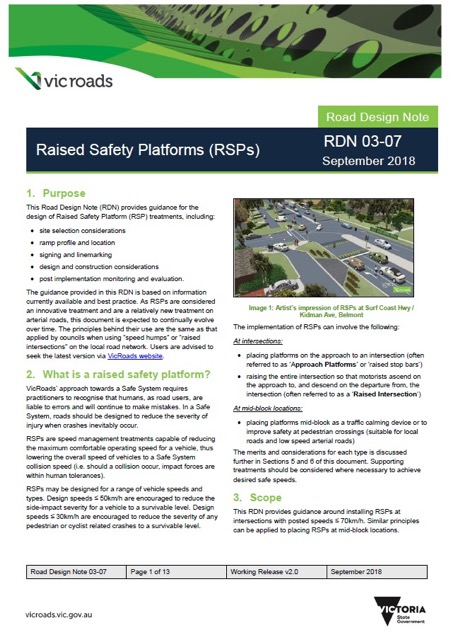 vicroads
Road Design Note
Raised Safety Platforms (RSPs)
RDN 03-07
September 2018
1. Purpose
This Road Design Note (RDN) provides guidance for the
design of Raised Safety Platform (RSP) treatments, including:
• site selection considerations
• ramp profile and location
• signing and linemarking
• design and construction considerations
• post implementation monitoring and evaluation.
The guidance provided in this RDN is based on information
currently available and best practice. As RSPs are considered
an innovative treatment and are a relatively new treatment on
arterial roads, this document is expected to continually evolve
over time. The principles behind their use are the same as that
applied by councils when using “speed humps” or “raised
intersections” on the local road network. Users are advised to
seek the latest version via VicRoads website.
2. What is a raised safety platform?
VicRoads’ approach towards a Safe System requires
practitioners to recognise that humans, as road users, are
liable to errors and will continue to make mistakes. In a Safe
System, roads should be designed to reduce the severity of
injury when crashes inevitably occur.
RSPs are speed management treatments capable of reducing
the maximum comfortable operating speed for a vehicle, thus
lowering the overall speed of vehicles to a Safe System
collision speed (i.e. should a collision occur, impact forces are
within human tolerances).
RSPs may be designed for a range of vehicle speeds and
types. Design speeds ≤ 50km/h are encouraged to reduce the
side-impact severity for a vehicle to a survivable level. Design
speeds ≤ 30km/h are encouraged to reduce the severity of any
pedestrian or cyclist related crashes to a survivable level.
Image 1: Artist’s impression of RSPs at Surf Coast Hwy /
Kidman Ave, Belmont
The implementation of RSPs can involve the following:
At intersections:
• placing platforms on the approach to an intersection (often
referred to as ‘Approach Platforms’ or ‘raised stop bars’)
• raising the entire intersection so that motorists ascend on
the approach to, and descend on the departure from, the
intersection (often referred to as a ‘Raised Intersection’)
At mid-block locations:
• placing platforms mid-block as a traffic calming device or to
improve safety at pedestrian crossings (suitable for local
roads and low speed arterial roads)
The merits and considerations for each type is discussed
further in Sections 5 and 6 of this document. Supporting
treatments should be considered where necessary to achieve
desired safe speeds.
3. Scope
This RDN provides guidance around installing RSPs at
intersections with posted speeds ≤ 70km/h. Similar principles
can be applied to placing RSPs at mid-block locations.
Road Design Note 03-07
Page 1 of 13
Working Release v2.0
September 2018
vicroads.vic.gov.au
VICTORIA
State
Government